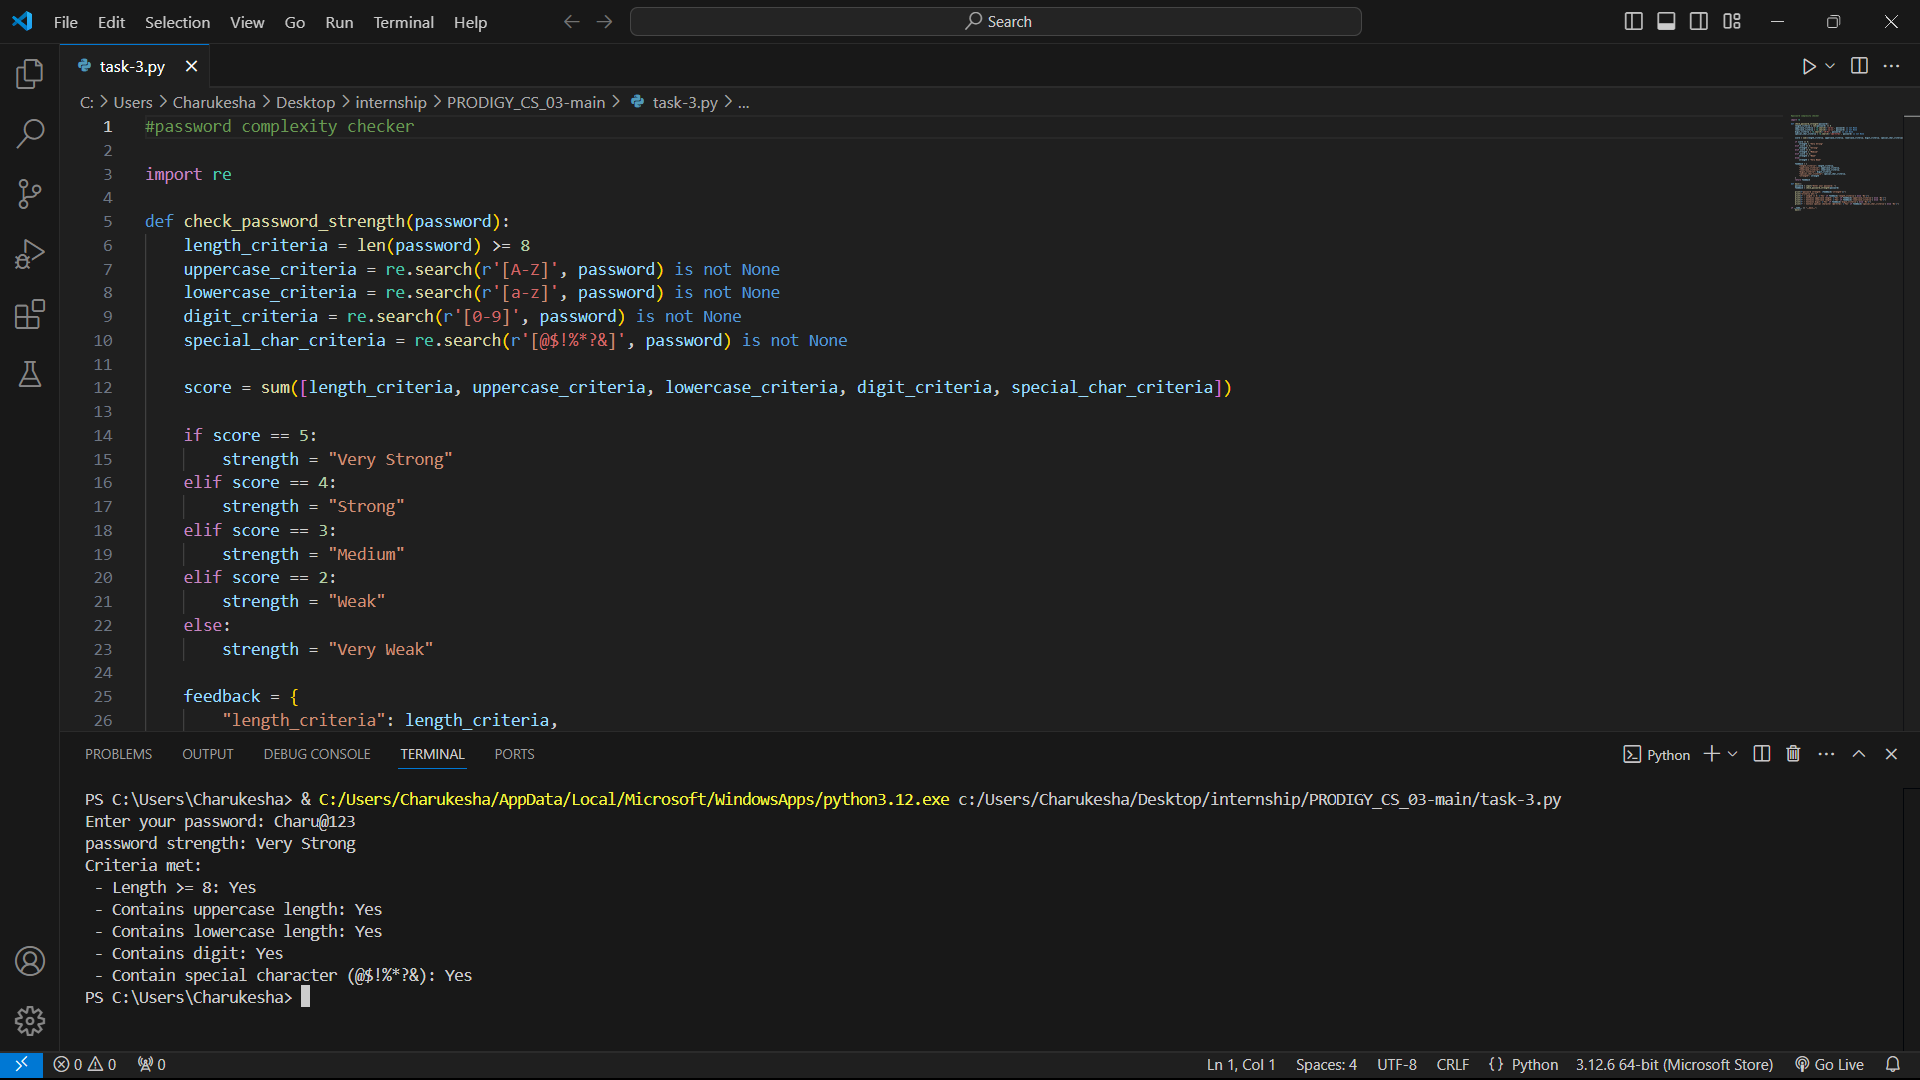 File Edit Selection View Go Run Terminal Help Search
task-3.py
C: > Users > Charukesha > Desktop > internship > PRODIGY_CS_03-main > task-3.py > ...
1 #password complexity checker
2
3 import re
4
5 def check_password_strength(password):
6 length_criteria = len(password) >= 8
7 uppercase_criteria = re.search(r'[A-Z]', password) is not None
8 lowercase_criteria = re.search(r'[a-z]', password) is not None
9 digit_criteria = re.search(r'[0-9]', password) is not None
10 special_char_criteria = re.search(r'[@$!%*?&]', password) is not None
11
12 score = sum([length_criteria, uppercase_criteria, lowercase_criteria, digit_criteria, special_char_criteria])
13
14 if score == 5:
15 strength = "Very Strong"
16 elif score == 4:
17 strength = "Strong"
18 elif score == 3:
19 strength = "Medium"
20 elif score == 2:
21 strength = "Weak"
22 else:
23 strength = "Very Weak"
24
25 feedback = {
26 "length_criteria": length_criteria,
PROBLEMS OUTPUT DEBUG CONSOLE TERMINAL PORTS Python
PS C:\Users\Charukesha> & C:/Users/Charukesha/AppData/Local/Microsoft/WindowsApps/python3.12.exe c:/Users/Charukesha/Desktop/internship/PRODIGY_CS_03-main/task-3.py
Enter your password: Charu@123
password strength: Very Strong
Criteria met:
- Length >= 8: Yes
- Contains uppercase length: Yes
- Contains lowercase length: Yes
- Contains digit: Yes
- Contain special character (@$!%*?&): Yes
PS C:\Users\Charukesha>
0 0 0 Ln 1, Col 1 Spaces: 4 UTF-8 CRLF {} Python 3.12.6 64-bit (Microsoft Store) Go Live